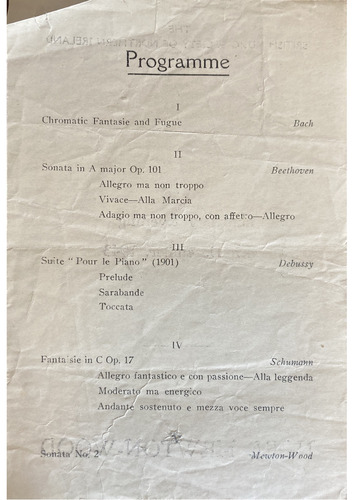 Programme
I
Chromatic Fantasie and Fugue Bach
II
Sonata in A major Op. 101 Beethoven
Allegro ma non troppo
Vivace—Alla Marcia
Adagio ma non troppo, con affetto—Allegro
III
Suite "Pour le Piano" (1901) Debussy
Prelude
Sarabande
Toccata
IV
Fantaisie in C Op. 17 Schumann
Allegro fantastico e con passione—Alla leggenda
Moderato ma energico
Andante sostenuto e mezza voce sempre
Sonata No. 2 Mewton-Wood